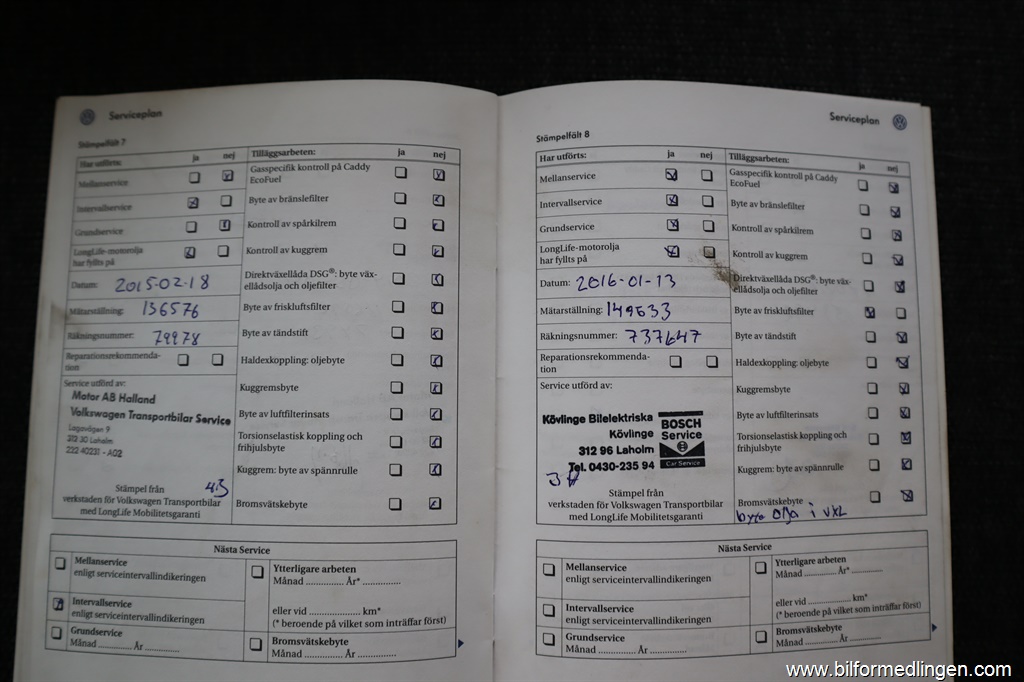 Serviceplan
Stämpelfält 7
Har utförts: ja nej
Mellanservice
Intervallservice
Grundservice
LongLife-motorolja
har fyllts på
Datum: 2015-02-18
Mätarställning: 136576
Räkningsnummer: 79978
Reparationsrekommenda-
tion
Service utförd av:
Motor AB Halland
Volkswagen Transportbilar Service
Lagavägen 9
312 30 Laholm
222 40231 - A02
Stämpel från
verkstaden för Volkswagen Transportbilar
med LongLife Mobilitetsgaranti
Tilläggsarbeten: ja nej
Gasspecifik kontroll på Caddy
EcoFuel
Byte av bränslefilter
Kontroll av spårkilrem
Kontroll av kuggrem
Direktväxellåda DSG®: byte väx-
ellådsolja och oljefilter
Byte av friskluftsfilter
Byte av tändstift
Haldexkoppling: oljebyte
Kuggremsbyte
Byte av luftfilterinsats
Torsionselastisk koppling och
frihjulsbyte
Kuggrem: byte av spännrulle
Bromsvätskebyte
Nästa Service
Mellanservice
enligt serviceintervallindikeringen
Intervallservice
enligt serviceintervallindikeringen
Grundservice
Månad ............... År ...............
Ytterligare arbeten
Månad ............... År* ...............
eller vid .................... km*
(* beroende på vilket som inträffar först)
Bromsvätskebyte
Månad ............... År ...............
Serviceplan
Stämpelfält 8
Har utförts: ja nej
Mellanservice
Intervallservice
Grundservice
LongLife-motorolja
har fyllts på
Datum: 2016-01-13
Mätarställning: 149633
Räkningsnummer: 737647
Reparationsrekommenda-
tion
Service utförd av:
Kövlinge Bilelektriska
Kövlinge
312 96 Laholm
Tel. 0430-235 94
BOSCH
Service
Car Service
Stämpel från
verkstaden för Volkswagen Transportbilar
med LongLife Mobilitetsgaranti
Tilläggsarbeten: ja nej
Gasspecifik kontroll på Caddy
EcoFuel
Byte av bränslefilter
Kontroll av spårkilrem
Kontroll av kuggrem
Direktväxellåda DSG®: byte väx-
ellådsolja och oljefilter
Byte av friskluftsfilter
Byte av tändstift
Haldexkoppling: oljebyte
Kuggremsbyte
Byte av luftfilterinsats
Torsionselastisk koppling och
frihjulsbyte
Kuggrem: byte av spännrulle
Bromsvätskebyte
byte olja i VXL
Nästa Service
Mellanservice
enligt serviceintervallindikeringen
Intervallservice
enligt serviceintervallindikeringen
Grundservice
Månad ............... År ...............
Ytterligare arbeten
Månad ............... År* ...............
eller vid .................... km*
(* beroende på vilket som inträffar först)
Bromsvätskebyte
Månad ............... År ...............
www.bilformedlingen.com